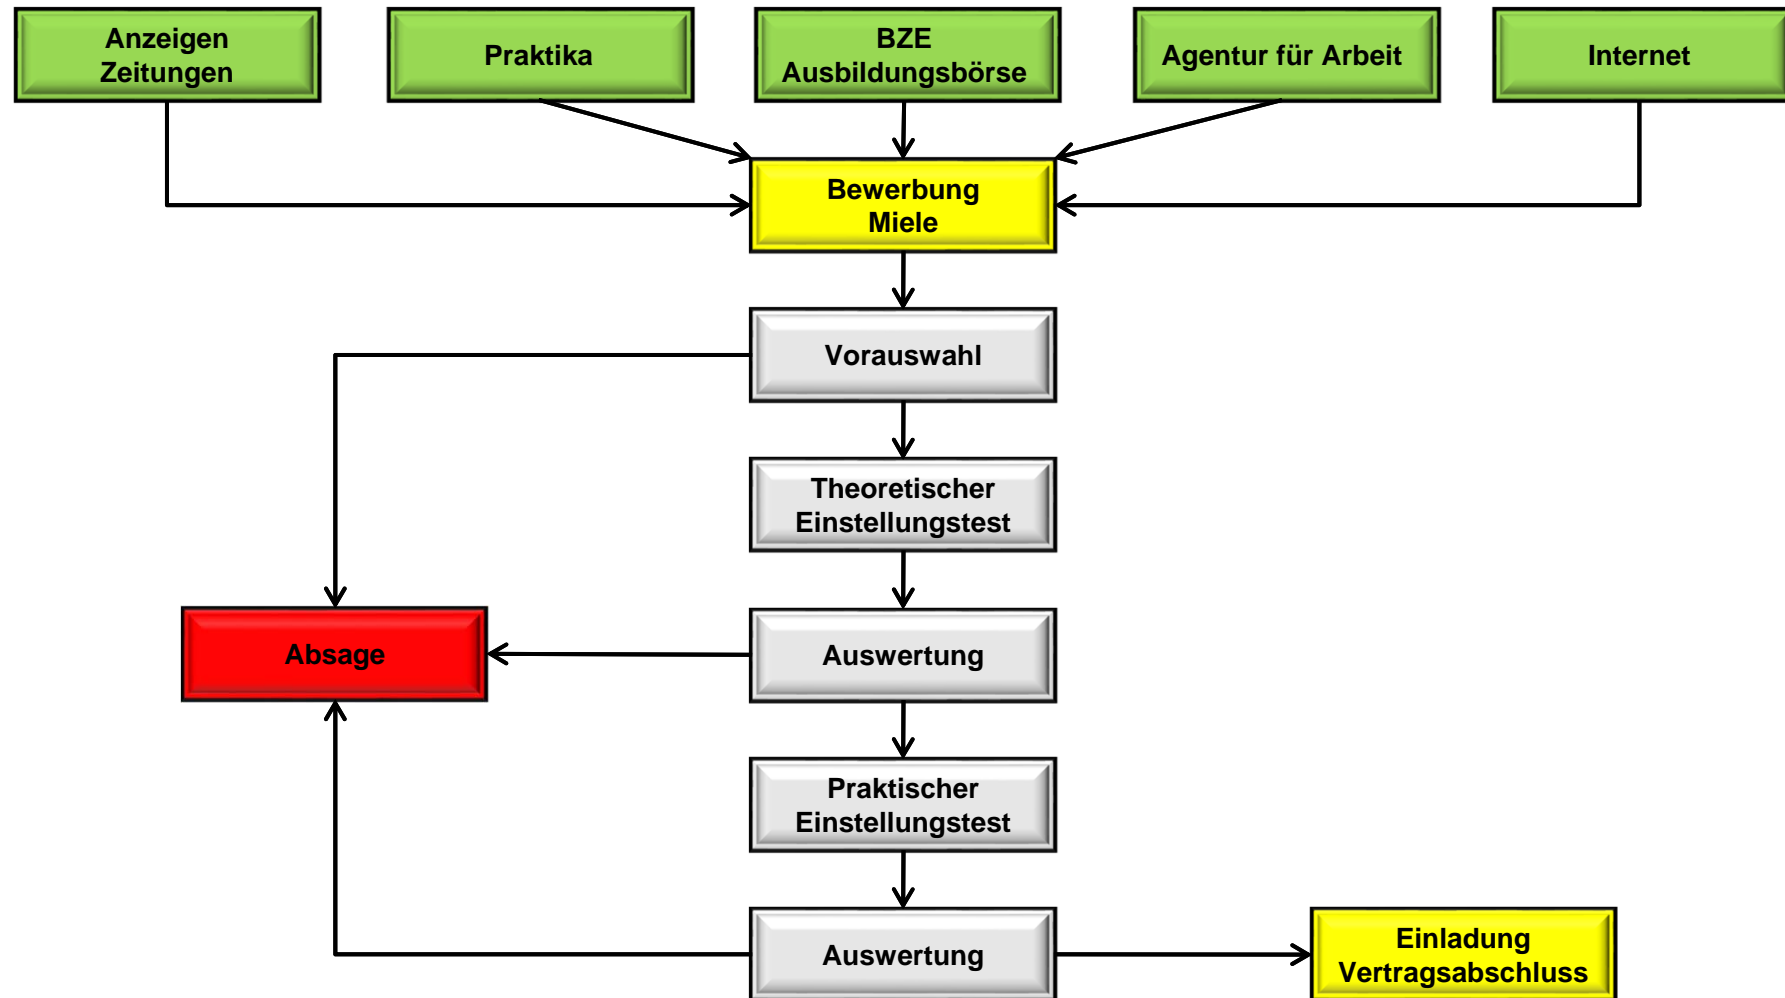 Anzeigen
Zeitungen
Praktika
BZE
Ausbildungsbörse
Agentur für Arbeit
Internet
Bewerbung
Miele
Vorauswahl
Theoretischer
Einstellungstest
Absage
Auswertung
Praktischer
Einstellungstest
Auswertung
Einladung
Vertragsabschluss